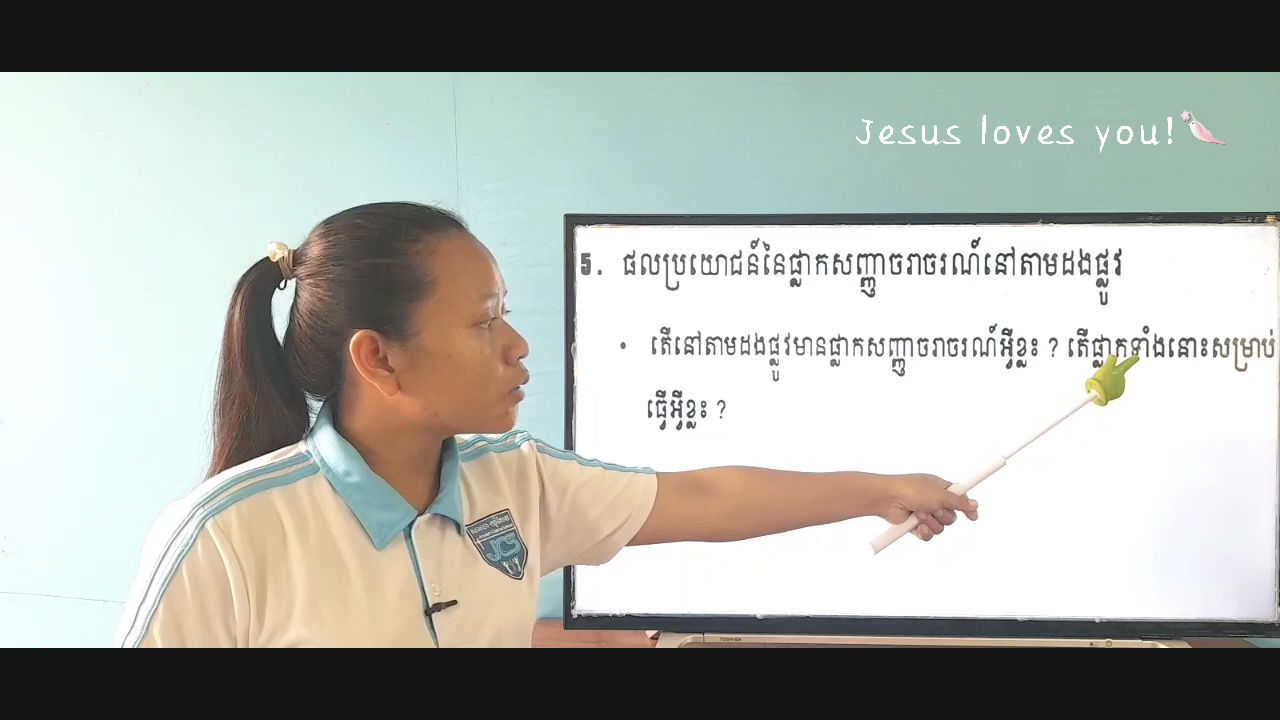 Jesus loves you!
5. ផលប្រយោជន៍នៃផ្លាកសញ្ញាចរាចរណ៍នៅតាមដងផ្លូវ
• តើនៅតាមដងផ្លូវមានផ្លាកសញ្ញាចរាចរណ៍អ្វីខ្លះ ? តើផ្លាកទាំងនោះសម្រាប់
ធ្វើអ្វីខ្លះ ?
JCS
TOSHIBA